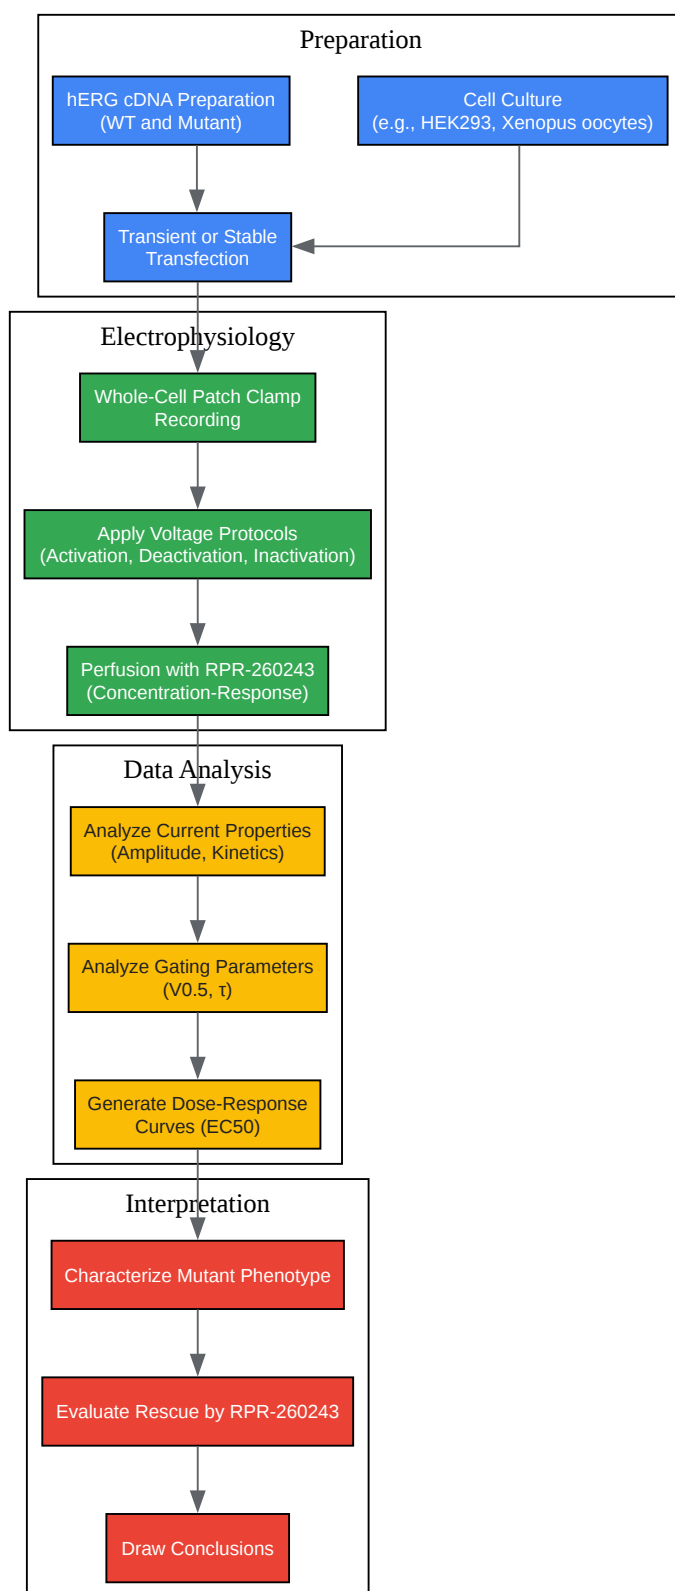 Preparation
hERG cDNA Preparation
(WT and Mutant)
Cell Culture
(e.g., HEK293, Xenopus oocytes)
Transient or Stable
Transfection
Electrophysiology
Whole-Cell Patch Clamp
Recording
Apply Voltage Protocols
(Activation, Deactivation, Inactivation)
Perfusion with RPR-260243
(Concentration-Response)
Data Analysis
Analyze Current Properties
(Amplitude, Kinetics)
Analyze Gating Parameters
(V0.5, τ)
Generate Dose-Response
Curves (EC50)
Interpretation
Characterize Mutant Phenotype
Evaluate Rescue by RPR-260243
Draw Conclusions